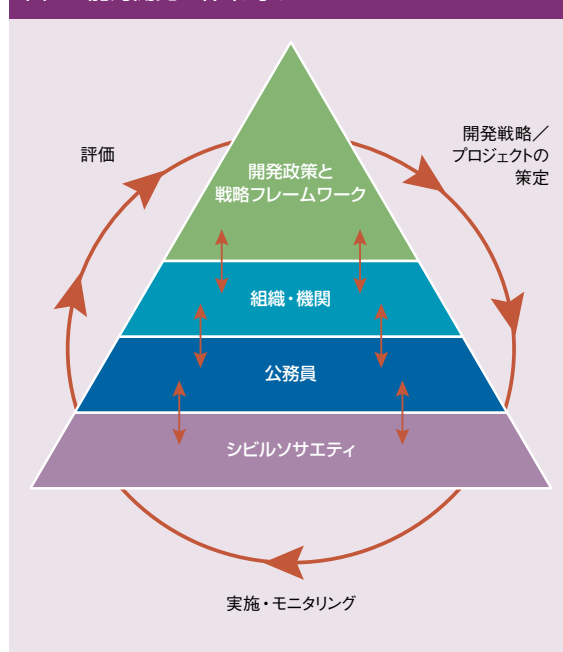 評価
開発戦略／
プロジェクトの
策定
開発政策と
戦略フレームワーク
組織・機関
公務員
シビルソサエティ
実施・モニタリング